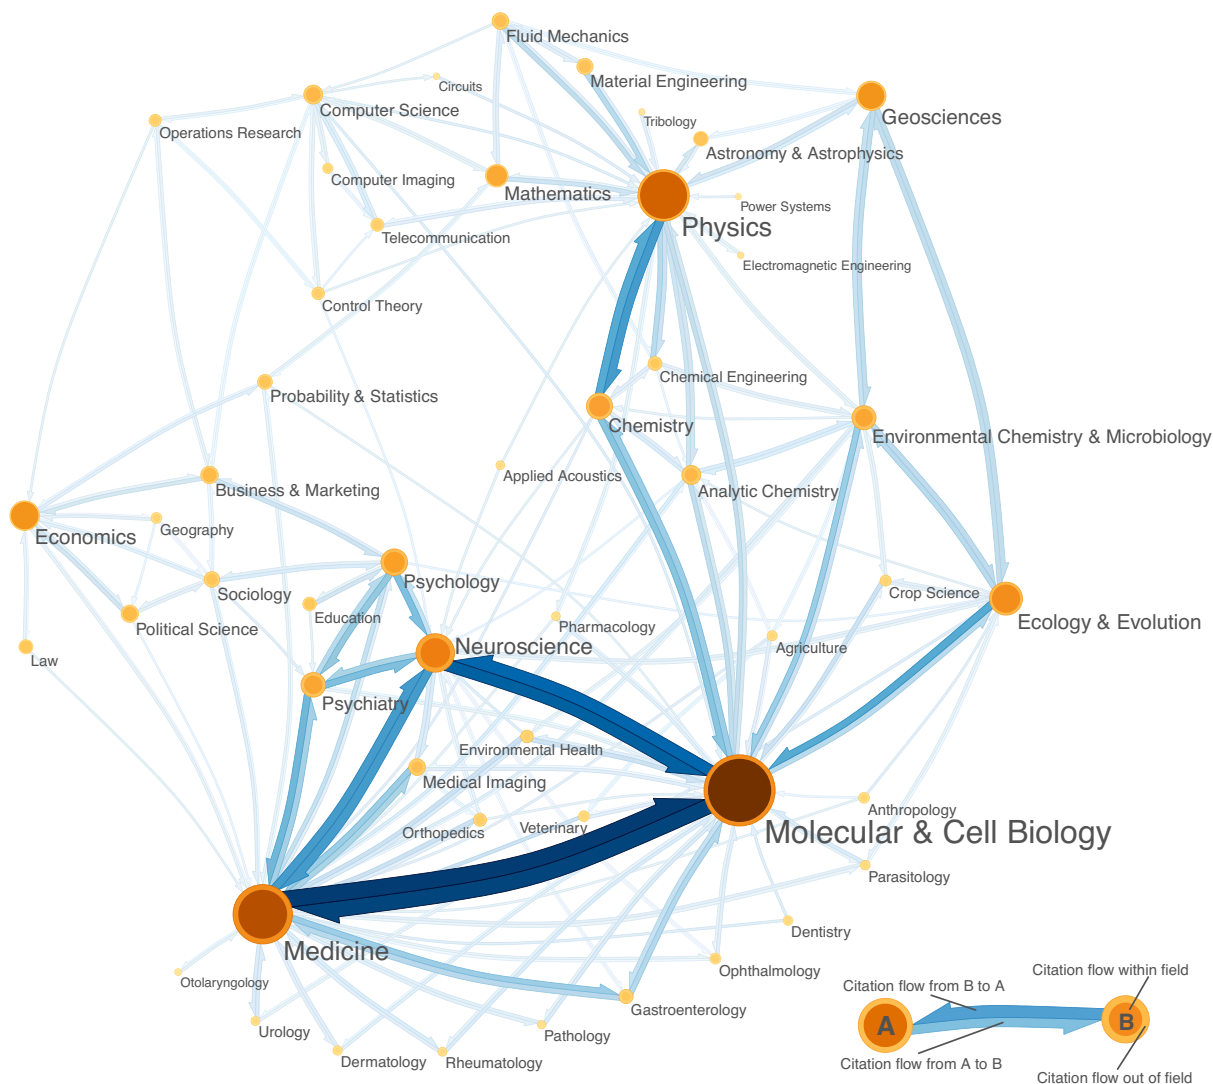 Fluid Mechanics
Material Engineering
Circuits
Computer Science
Geosciences
Operations Research
Tribology
Astronomy & Astrophysics
Computer Imaging
Mathematics
Power Systems
Physics
Telecommunication
Electromagnetic Engineering
Control Theory
Chemical Engineering
Probability & Statistics
Chemistry
Environmental Chemistry & Microbiology
Applied Acoustics
Business & Marketing
Analytic Chemistry
Geography
Economics
Psychology
Sociology
Crop Science
Education
Political Science
Pharmacology
Ecology & Evolution
Neuroscience
Agriculture
Law
Psychiatry
Environmental Health
Medical Imaging
Anthropology
Orthopedics
Veterinary
Molecular & Cell Biology
Parasitology
Dentistry
Medicine
Ophthalmology
Otolaryngology
Gastroenterology
Urology
Pathology
Dermatology
Rheumatology
Citation flow within field
Citation flow from B to A
A
B
Citation flow from A to B
Citation flow out of field